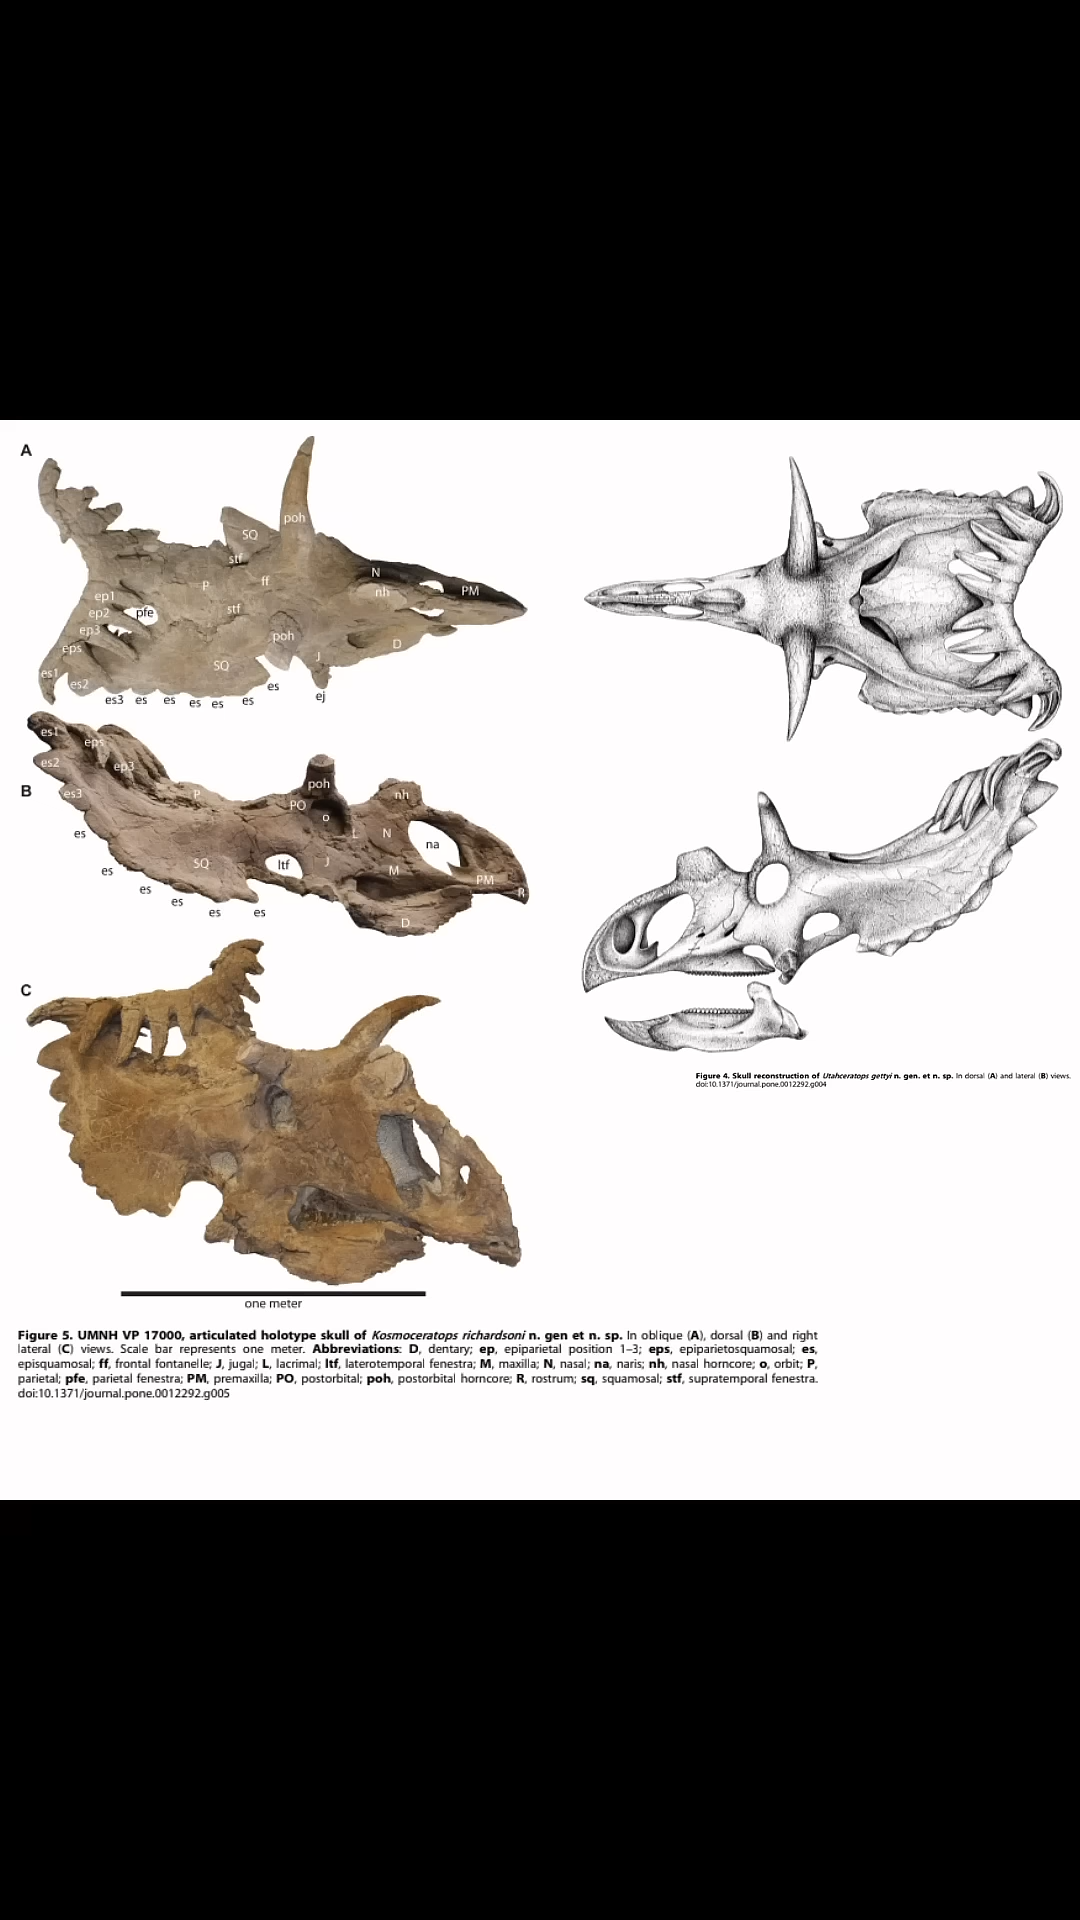 A
poh
SQ
stf
N
P
ff
nh
PM
ep1
ep2
pfe
stf
ep3
poh
D
eps
J
SQ
es1
es2
es
es3
es
es
es
es
es
ej
es1
eps
es2
ep3
poh
B
es3
P
PO
nh
o
es
L
N
na
SQ
ltf
J
M
es
PM
es
R
es
es
es
D
C
one meter
Figure 4. Skull reconstruction of Utahceratops gettyi n. gen. et n. sp. In dorsal (A) and lateral (B) views.
doi:10.1371/journal.pone.0012292.g004
Figure 5. UMNH VP 17000, articulated holotype skull of Kosmoceratops richardsoni n. gen et n. sp. In oblique (A), dorsal (B) and right
lateral (C) views. Scale bar represents one meter. Abbreviations: D, dentary; ep, epiparietal position 1–3; eps, epiparietosquamosal; es,
episquamosal; ff, frontal fontanelle; J, jugal; L, lacrimal; ltf, laterotemporal fenestra; M, maxilla; N, nasal; na, naris; nh, nasal horncore; o, orbit; P,
parietal; pfe, parietal fenestra; PM, premaxilla; PO, postorbital; poh, postorbital horncore; R, rostrum; sq, squamosal; stf, supratemporal fenestra.
doi:10.1371/journal.pone.0012292.g005